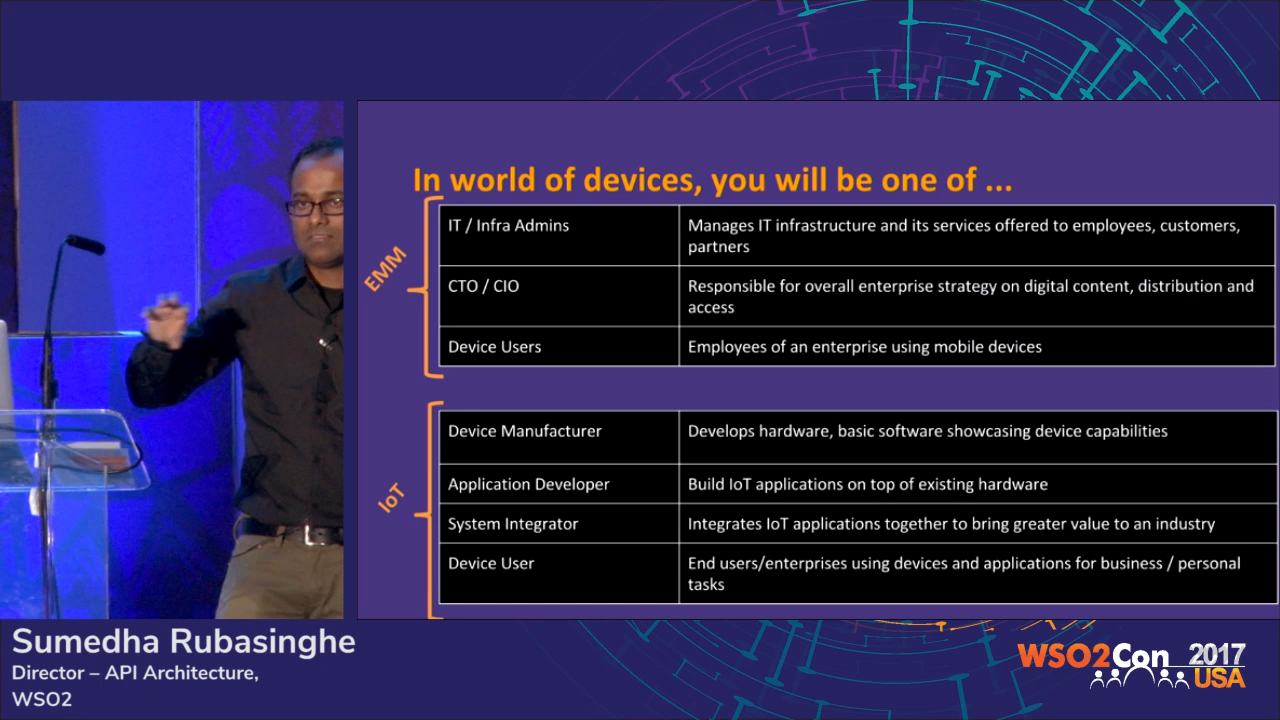 In world of devices, you will be one of ...
EMM
IT / Infra Admins
Manages IT infrastructure and its services offered to employees, customers,
partners
CTO / CIO
Responsible for overall enterprise strategy on digital content, distribution and
access
Device Users
Employees of an enterprise using mobile devices
IoT
Device Manufacturer
Develops hardware, basic software showcasing device capabilities
Application Developer
Build IoT applications on top of existing hardware
System Integrator
Integrates IoT applications together to bring greater value to an industry
Device User
End users/enterprises using devices and applications for business / personal
tasks
Sumedha Rubasinghe
Director – API Architecture,
WSO2
WSO2Con 2017
USA